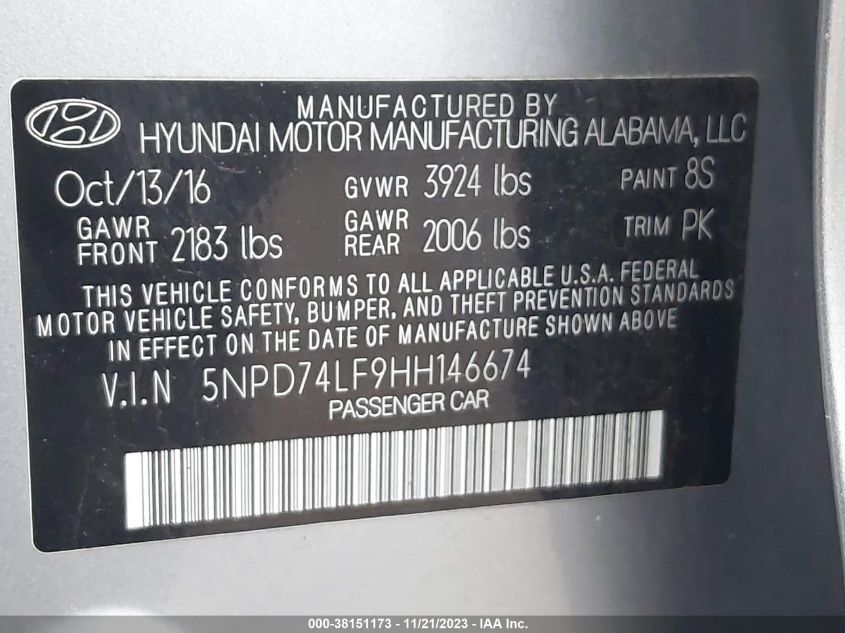 MANUFACTURED BY
HYUNDAI MOTOR MANUFACTURING ALABAMA, LLC
Oct/13/16 GVWR 3924 lbs PAINT 8S
GAWR FRONT 2183 lbs GAWR REAR 2006 lbs TRIM PK
THIS VEHICLE CONFORMS TO ALL APPLICABLE U.S.A. FEDERAL
MOTOR VEHICLE SAFETY, BUMPER, AND THEFT PREVENTION STANDARDS
IN EFFECT ON THE DATE OF MANUFACTURE SHOWN ABOVE
V.I.N 5NPD74LF9HH146674
PASSENGER CAR
000-38151173 - 11/21/2023 - IAAI Inc.